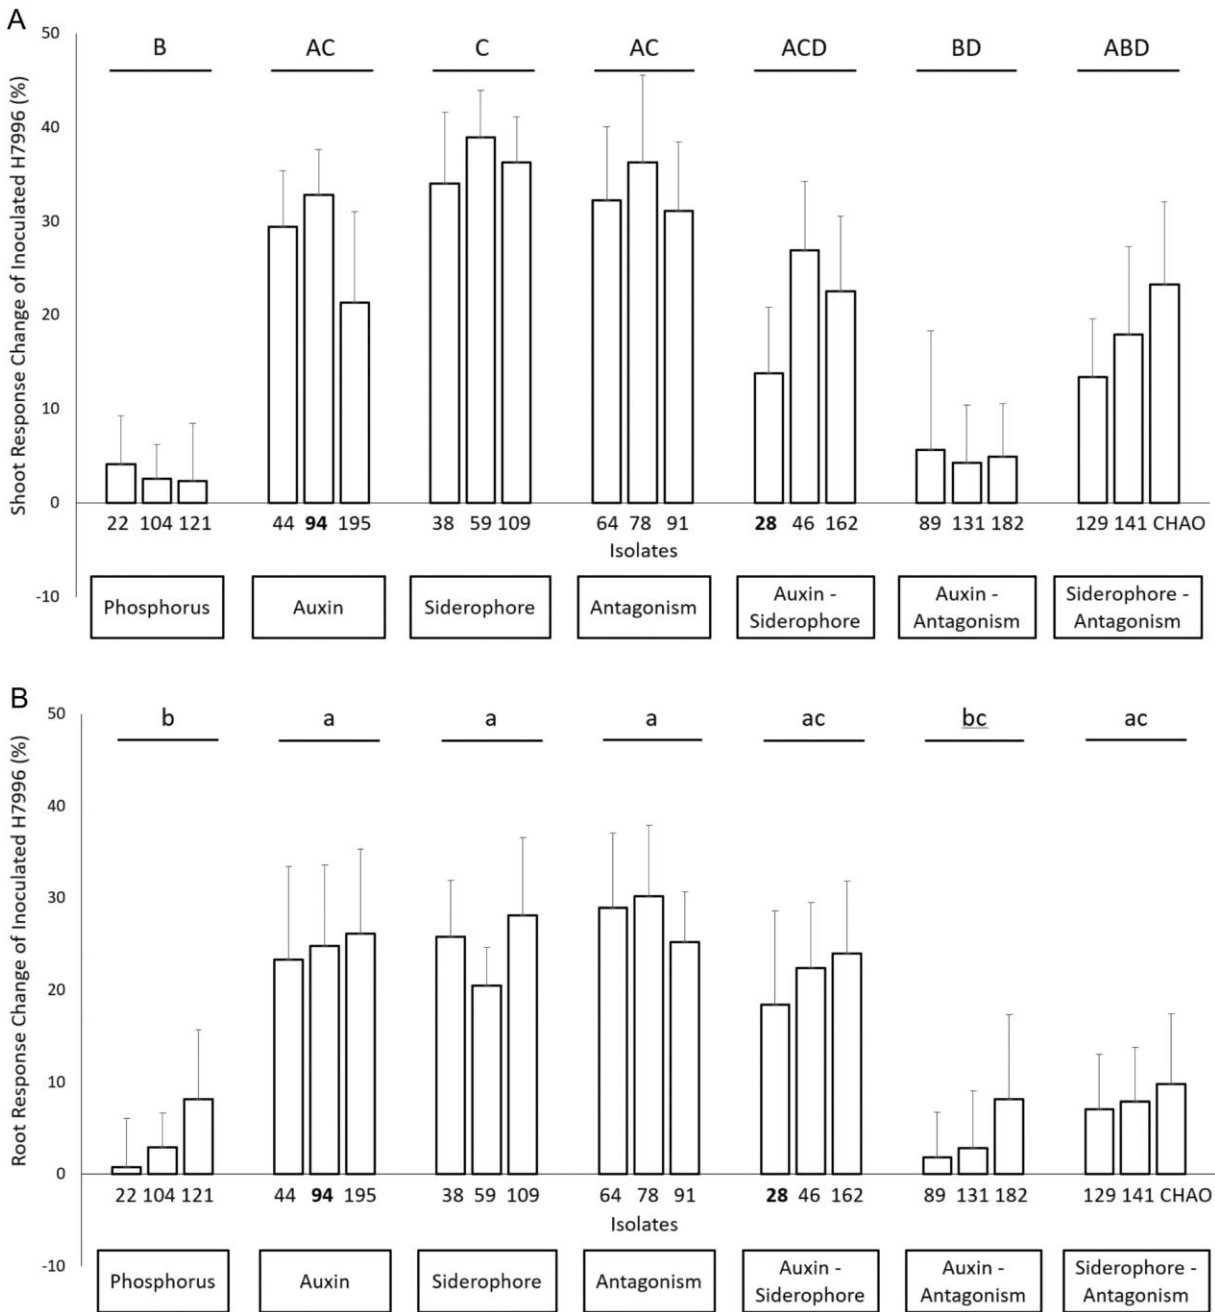 A
Shoot Response Change of Inoculated H7996 (%)
50
40
30
20
10
0
-10
B AC C AC ACD BD ABD
22 104 121 44 94 195 38 59 109 64 78 91 28 46 162 89 131 182 129 141 CHAO
Isolates
Phosphorus
Auxin
Siderophore
Antagonism
Auxin -
Siderophore
Auxin -
Antagonism
Siderophore -
Antagonism
B
Root Response Change of Inoculated H7996 (%)
50
40
30
20
10
0
-10
b a a a ac bc ac
22 104 121 44 94 195 38 59 109 64 78 91 28 46 162 89 131 182 129 141 CHAO
Isolates
Phosphorus
Auxin
Siderophore
Antagonism
Auxin -
Siderophore
Auxin -
Antagonism
Siderophore -
Antagonism